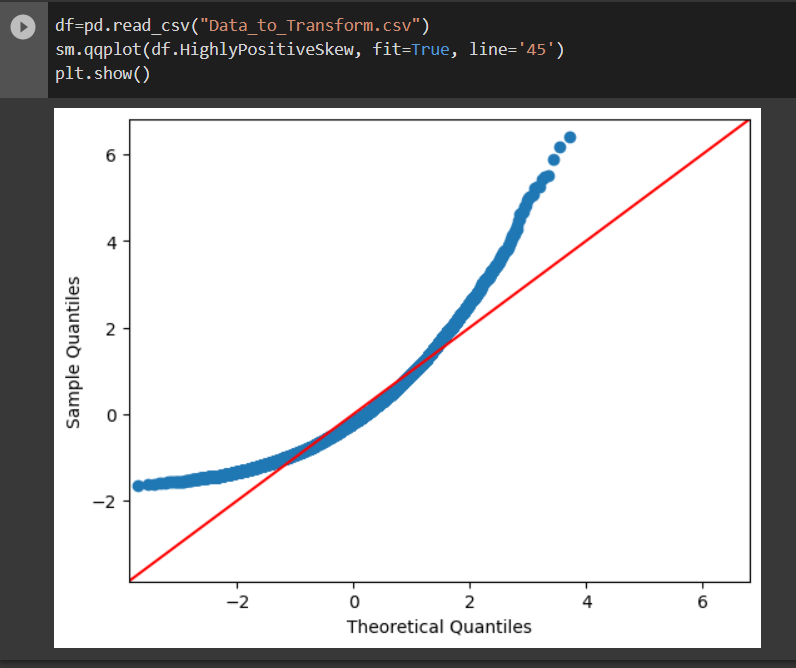 df=pd.read_csv("Data_to_Transform.csv")
sm.qqplot(df.HighlyPositiveSkew, fit=True, line='45')
plt.show()
6
4
2
0
−2
Sample Quantiles
−2 0 2 4 6
Theoretical Quantiles